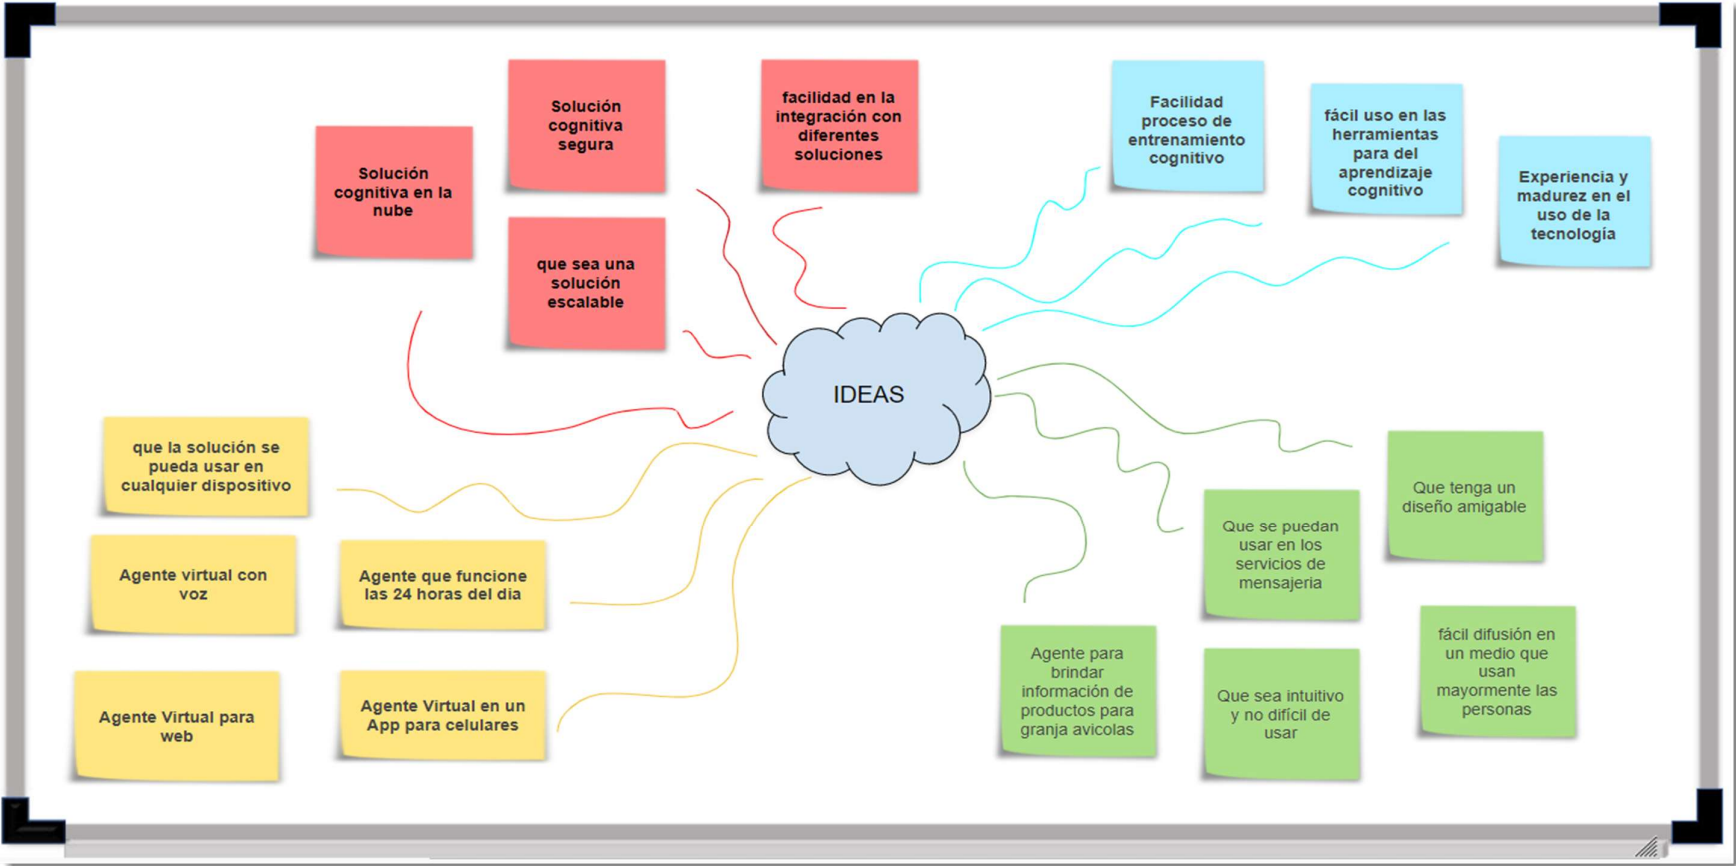 Solución
cognitiva en la
nube
Solución
cognitiva
segura
que sea una
solución
escalable
facilidad en la
integración con
diferentes
soluciones
Facilidad
proceso de
entrenamiento
cognitivo
fácil uso en las
herramientas
para del
aprendizaje
cognitivo
Experiencia y
madurez en el
uso de la
tecnología
IDEAS
que la solución se
pueda usar en
cualquier dispositivo
Agente virtual con
voz
Agente que funcione
las 24 horas del dia
Agente Virtual para
web
Agente Virtual en un
App para celulares
Que tenga un
diseño amigable
Que se puedan
usar en los
servicios de
mensajeria
Agente para
brindar
información de
productos para
granja avicolas
Que sea intuitivo
y no difícil de
usar
fácil difusión en
un medio que
usan
mayormente las
personas